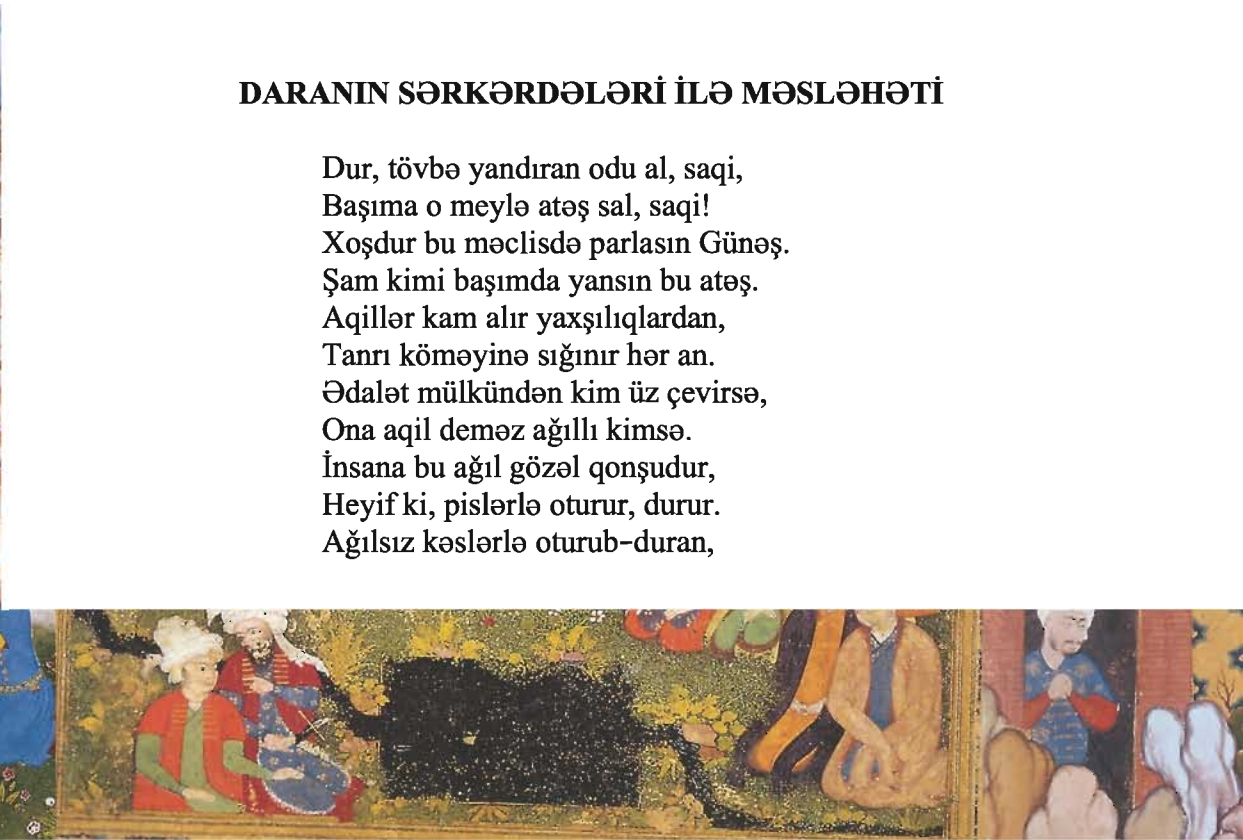 DARANIN SƏRKƏRDƏLƏRİ İLƏ MƏSLƏHƏTİ
Dur, tövbə yandıran odu al, saqi,
Başıma o meylə atəş sal, saqi!
Xoşdur bu məclisdə parlasın Günəş.
Şam kimi başımda yansın bu atəş.
Aqillər kam alır yaxşılıqlardan,
Tanrı köməyinə sığınır hər an.
Ədalət mülkündən kim üz çevirsə,
Ona aqil deməz ağıllı kimsə.
İnsana bu ağıl gözəl qonşudur,
Heyif ki, pislərlə oturur, durur.
Ağılsız kəslərlə oturub-duran,